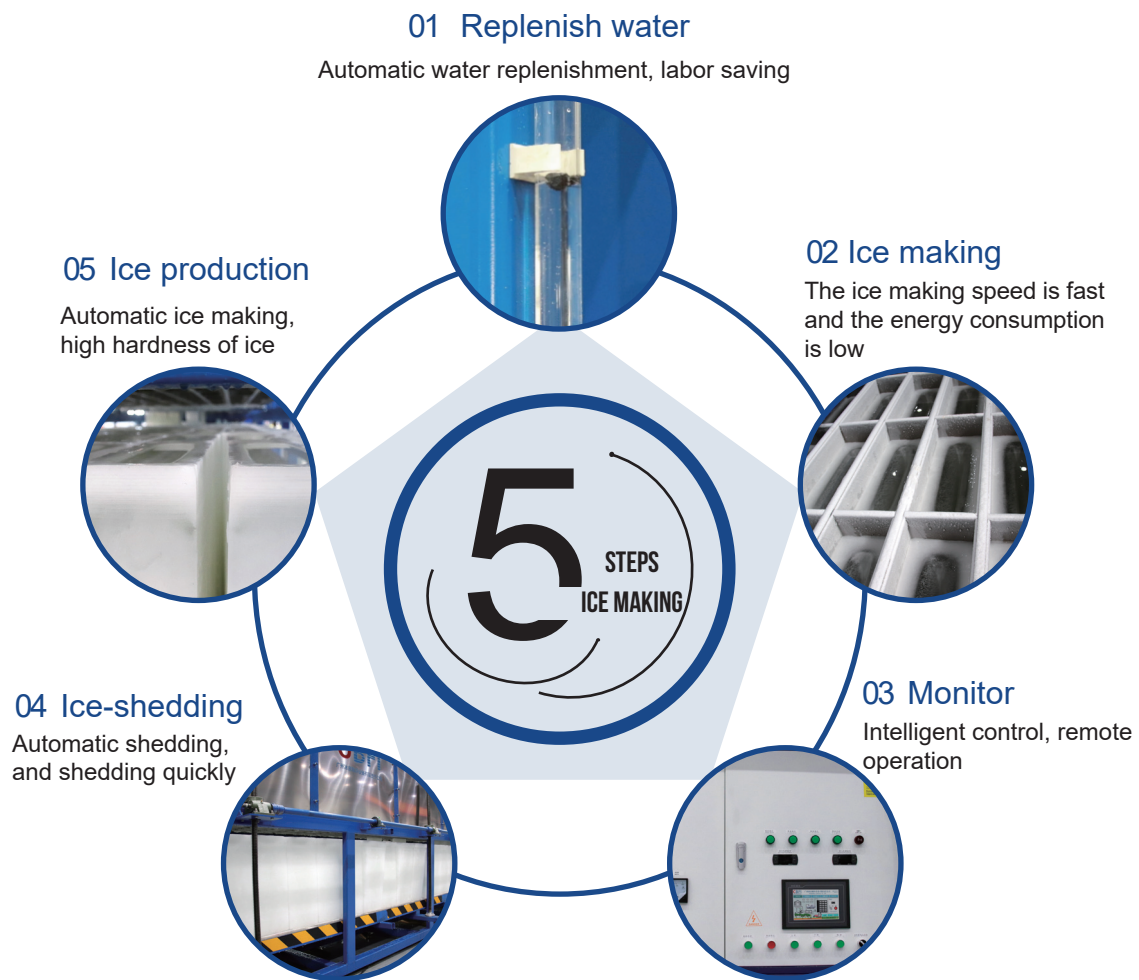 01 Replenish water
Automatic water replenishment, labor saving
02 Ice making
The ice making speed is fast
and the energy consumption
is low
03 Monitor
Intelligent control, remote
operation
04 Ice-shedding
Automatic shedding,
and shedding quickly
05 Ice production
Automatic ice making,
high hardness of ice
5
STEPS
ICE MAKING